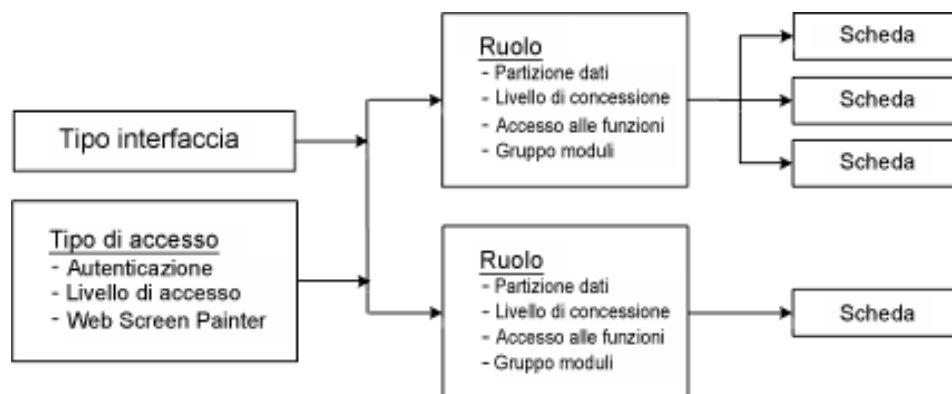 Tipo interfaccia
Tipo di accesso
- Autenticazione
- Livello di accesso
- Web Screen Painter
Ruolo
- Partizione dati
- Livello di concessione
- Accesso alle funzioni
- Gruppo moduli
Scheda
Scheda
Scheda
Ruolo
- Partizione dati
- Livello di concessione
- Accesso alle funzioni
- Gruppo moduli
Scheda